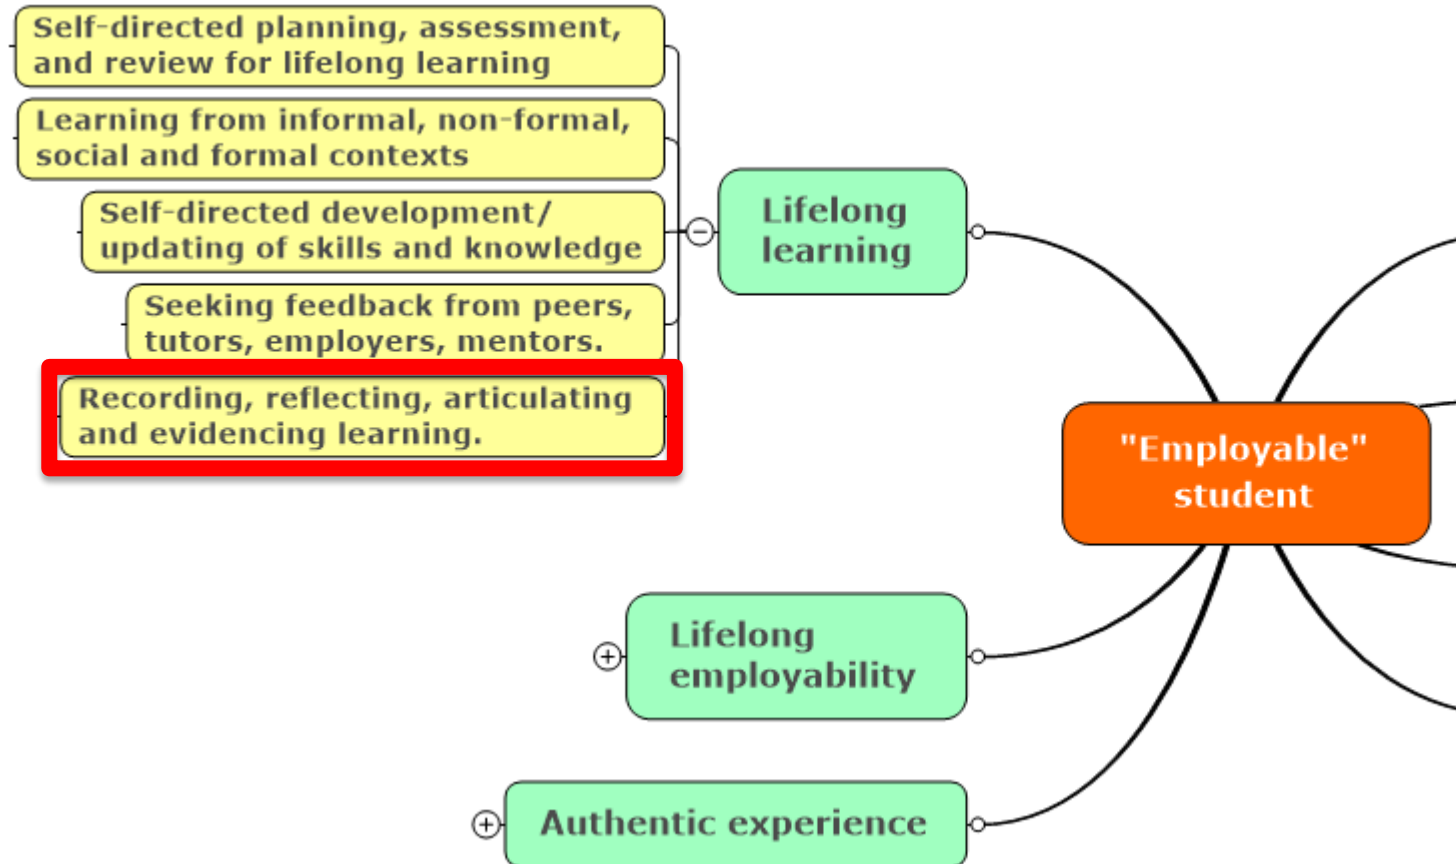 Self-directed planning, assessment,
and review for lifelong learning
Learning from informal, non-formal,
social and formal contexts
Self-directed development/
updating of skills and knowledge
Seeking feedback from peers,
tutors, employers, mentors.
Recording, reflecting, articulating
and evidencing learning.
Lifelong
learning
"Employable"
student
Lifelong
employability
Authentic experience